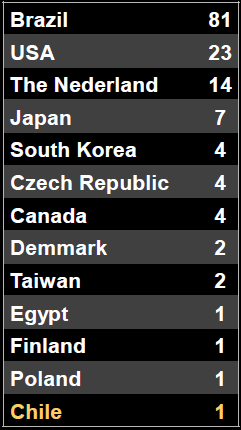 Brazil 81
USA 23
The Nederland 14
Japan 7
South Korea 4
Czech Republic 4
Canada 4
Demmark 2
Taiwan 2
Egypt 1
Finland 1
Poland 1
Chile 1